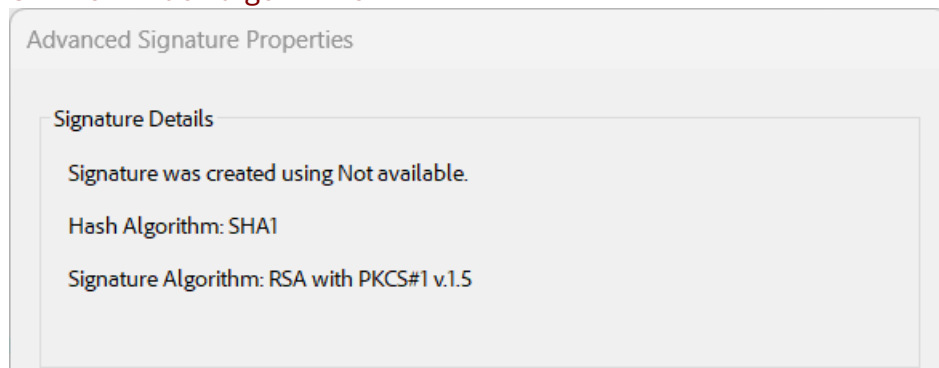 Advanced Signature Properties
Signature Details
Signature was created using Not available.
Hash Algorithm: SHA1
Signature Algorithm: RSA with PKCS#1 v.1.5